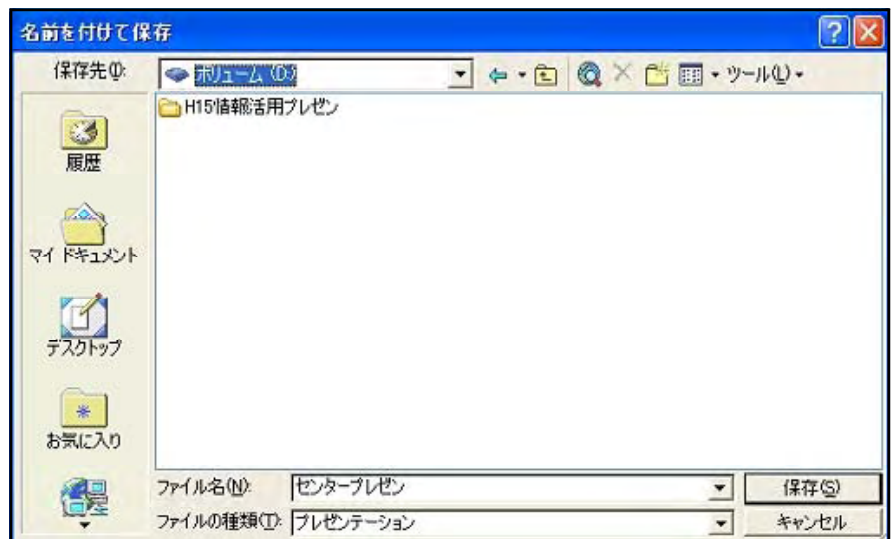 名前を付けて保存
保存先(I):
ボリューム (D:)
ツール(L)
履歴
マイ ドキュメント
デスクトップ
お気に入り
H15情報活用プレゼン
ファイル名(N):
センタープレゼン
保存(S)
ファイルの種類(T):
プレゼンテーション
キャンセル